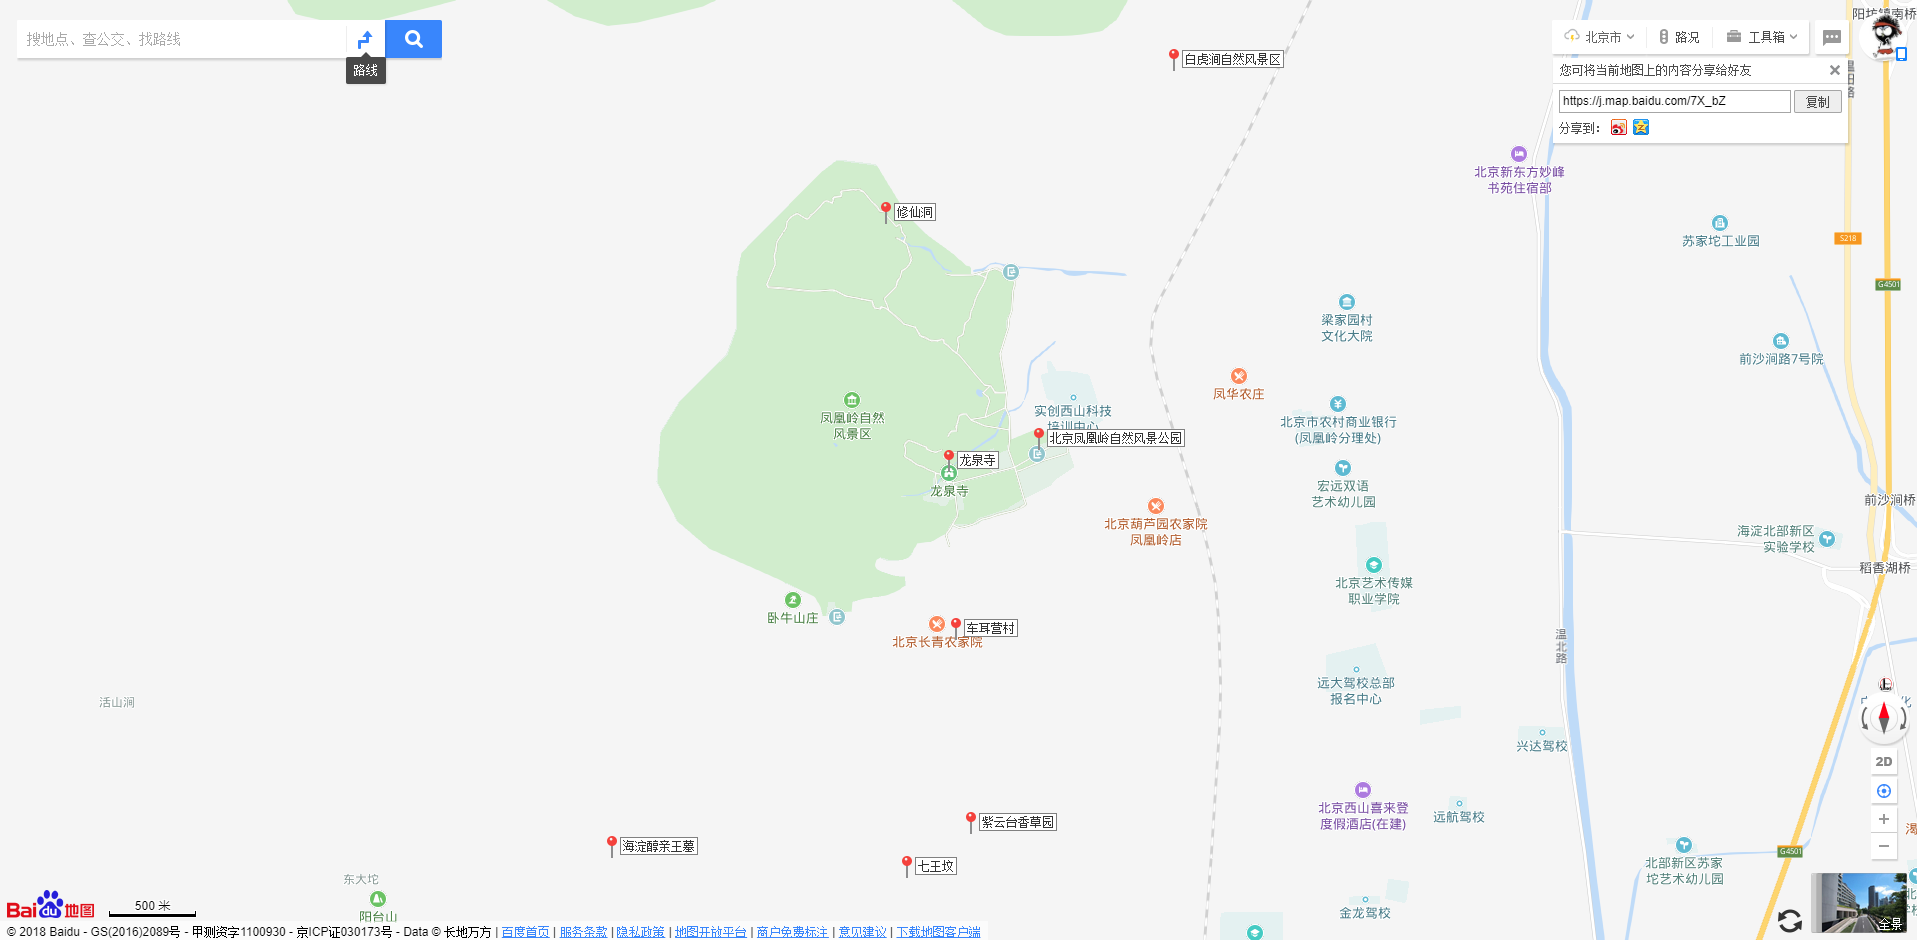 搜地点、查公交、找路线
路线
北京市
路况
工具箱
阳坊镇南桥
您可将当前地图上的内容分享给好友
https://j.map.baidu.com/7X_bZ
复制
分享到:
温阳路
白虎涧自然风景区
北京新东方妙峰
书苑住宿部
修仙洞
苏家坨工业园
S218
G4501
梁家园村
文化大院
前沙涧路7号院
凤华农庄
凤凰岭自然
风景区
实创西山科技
培训中心
北京市农村商业银行
(凤凰岭分理处)
北京凤凰岭自然风景公园
龙泉寺
龙泉寺
宏远双语
艺术幼儿园
前沙涧桥
北京葫芦园农家院
凤凰岭店
海淀北部新区
实验学校
稻香湖桥
北京艺术传媒
职业学院
卧牛山庄
车耳营村
北京长青农家院
温北路
远大驾校总部
报名中心
活山涧
兴达驾校
2D
北京西山喜来登
度假酒店(在建)
远航驾校
紫云台香草园
海淀醇亲王墓
七王坟
G4501
北部新区苏家
坨艺术幼儿园
东大坨
阳台山
金龙驾校
全景
Bai du 地图
500 米
© 2018 Baidu - GS(2016)2089号 - 甲测资字1100930 - 京ICP证030173号 - Data © 长地万方 | 百度首页 | 服务条款 | 隐私政策 | 地图开放平台 | 商户免费标注 | 意见建议 | 下载地图客户端